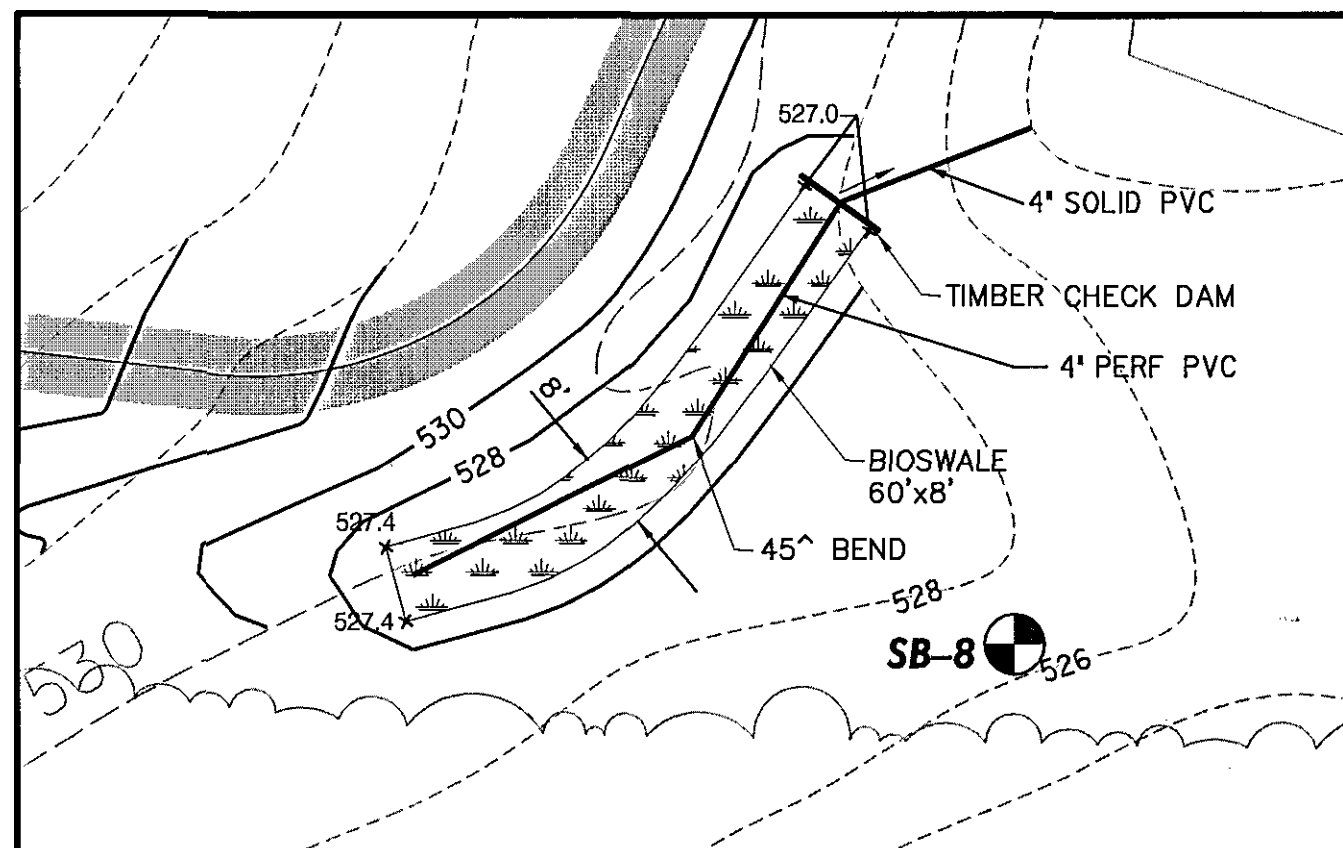 527.0
4" SOLID PVC
TIMBER CHECK DAM
4" PERF PVC
8'
530
528
BIOSWALE
60'x8'
527.4
45^ BEND
527.4
528
SB-8
526
530